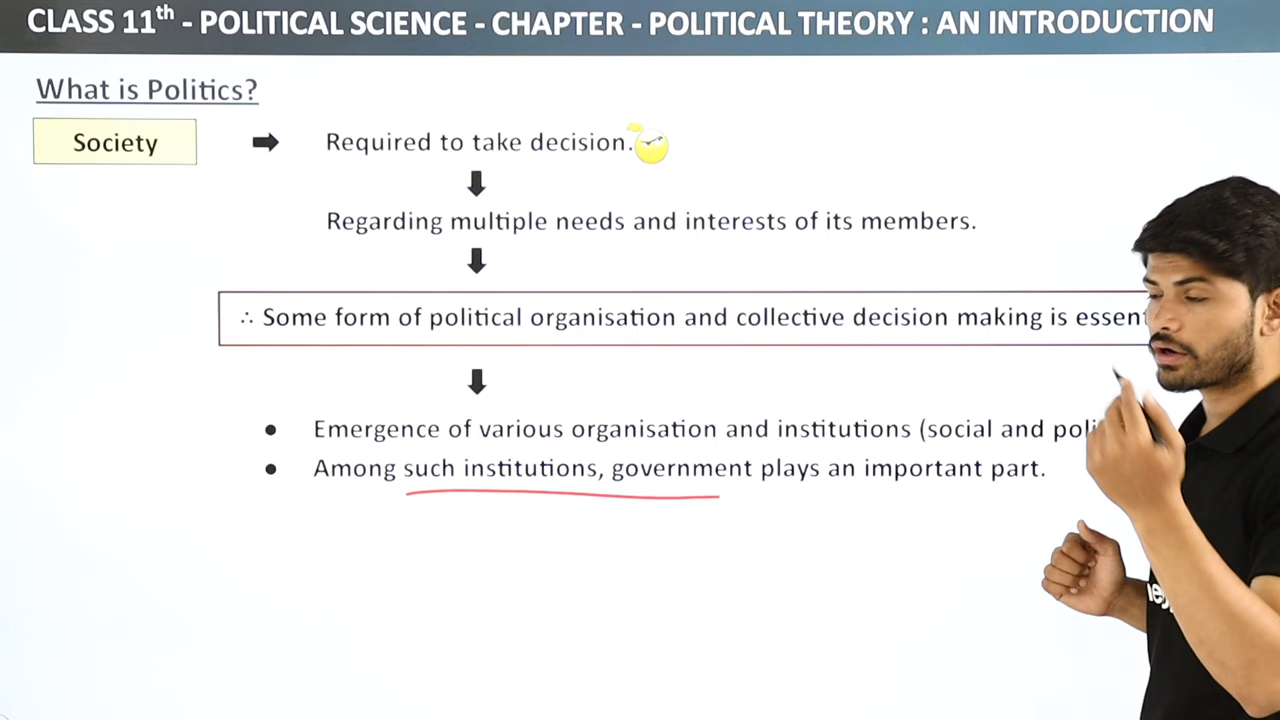 CLASS 11th - POLITICAL SCIENCE - CHAPTER - POLITICAL THEORY : AN INTRODUCTION
What is Politics?
Society ➡ Required to take decision.
Regarding multiple needs and interests of its members.
∴ Some form of political organisation and collective decision making is
● Emergence of various organisation and institutions (social and
● Among such institutions, government plays an important part.